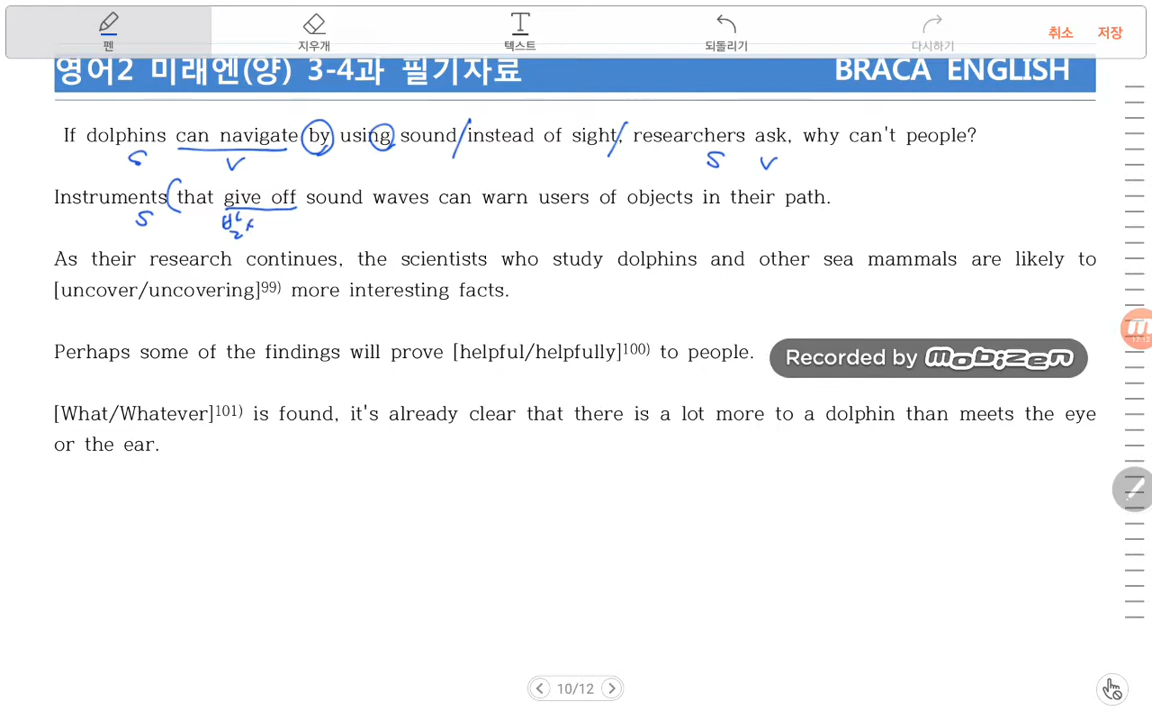 펜 지우개 텍스트 되돌리기 다시하기 취소 저장
영어2 미래엔(양) 3-4과 필기자료 BRACA ENGLISH
If dolphins can navigate by using sound instead of sight, researchers ask, why can't people?
S V S V
Instruments that give off sound waves can warn users of objects in their path.
S 발산
As their research continues, the scientists who study dolphins and other sea mammals are likely to
[uncover/uncovering]99) more interesting facts.
Perhaps some of the findings will prove [helpful/helpfully]100) to people.
Recorded by mobizen
17:12
[What/Whatever]101) is found, it's already clear that there is a lot more to a dolphin than meets the eye
or the ear.
10/12